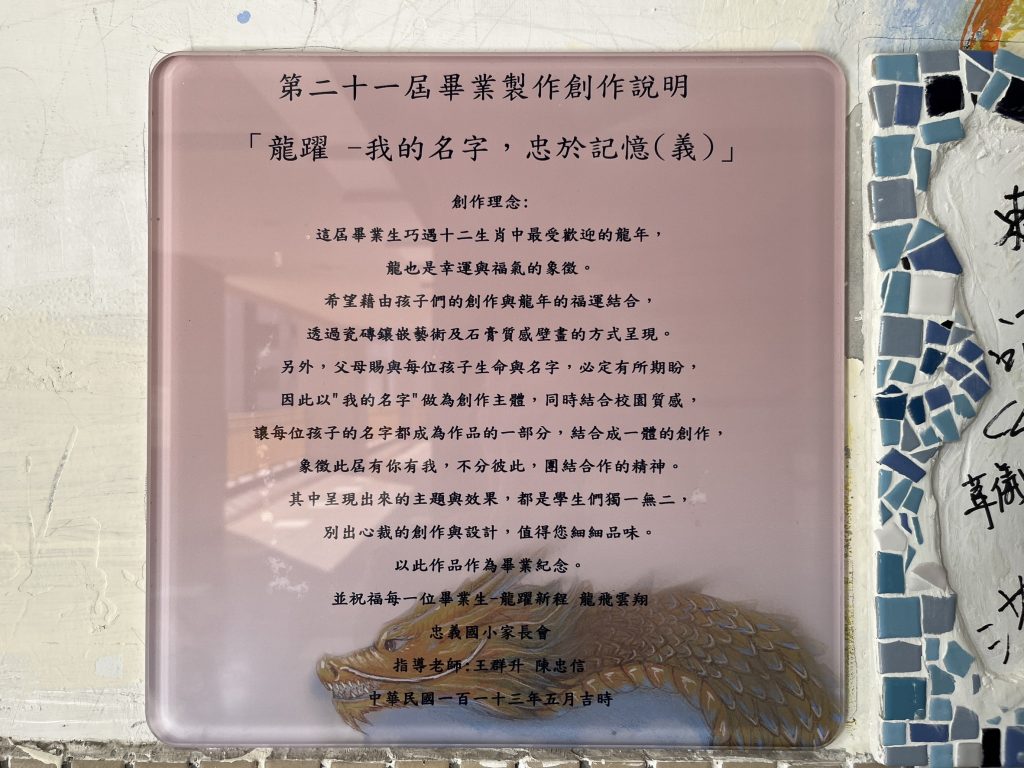 第二十一屆畢業製作創作說明
「龍躍 -我的名字,忠於記憶(義)」
創作理念:
這屆畢業生巧遇十二生肖中最受歡迎的龍年,
龍也是幸運與福氣的象徵。
希望藉由孩子們的創作與龍年的福運結合,
透過瓷磚鑲嵌藝術及石膏質感壁畫的方式呈現。
另外,父母賜與每位孩子生命與名字,必定有所期盼,
因此以"我的名字"做為創作主體,同時結合校園質感,
讓每位孩子的名字都成為作品的一部分,結合成一體的創作,
象徵此屆有你有我,不分彼此,團結合作的精神。
其中呈現出來的主題與效果,都是學生們獨一無二,
別出心裁的創作與設計,值得您細細品味。
以此作品作為畢業紀念。
並祝福每一位畢業生-龍躍新程 龍飛雲翔
忠義國小家長會
指導老師:王群升 陳忠信
中華民國一百一十三年五月吉時